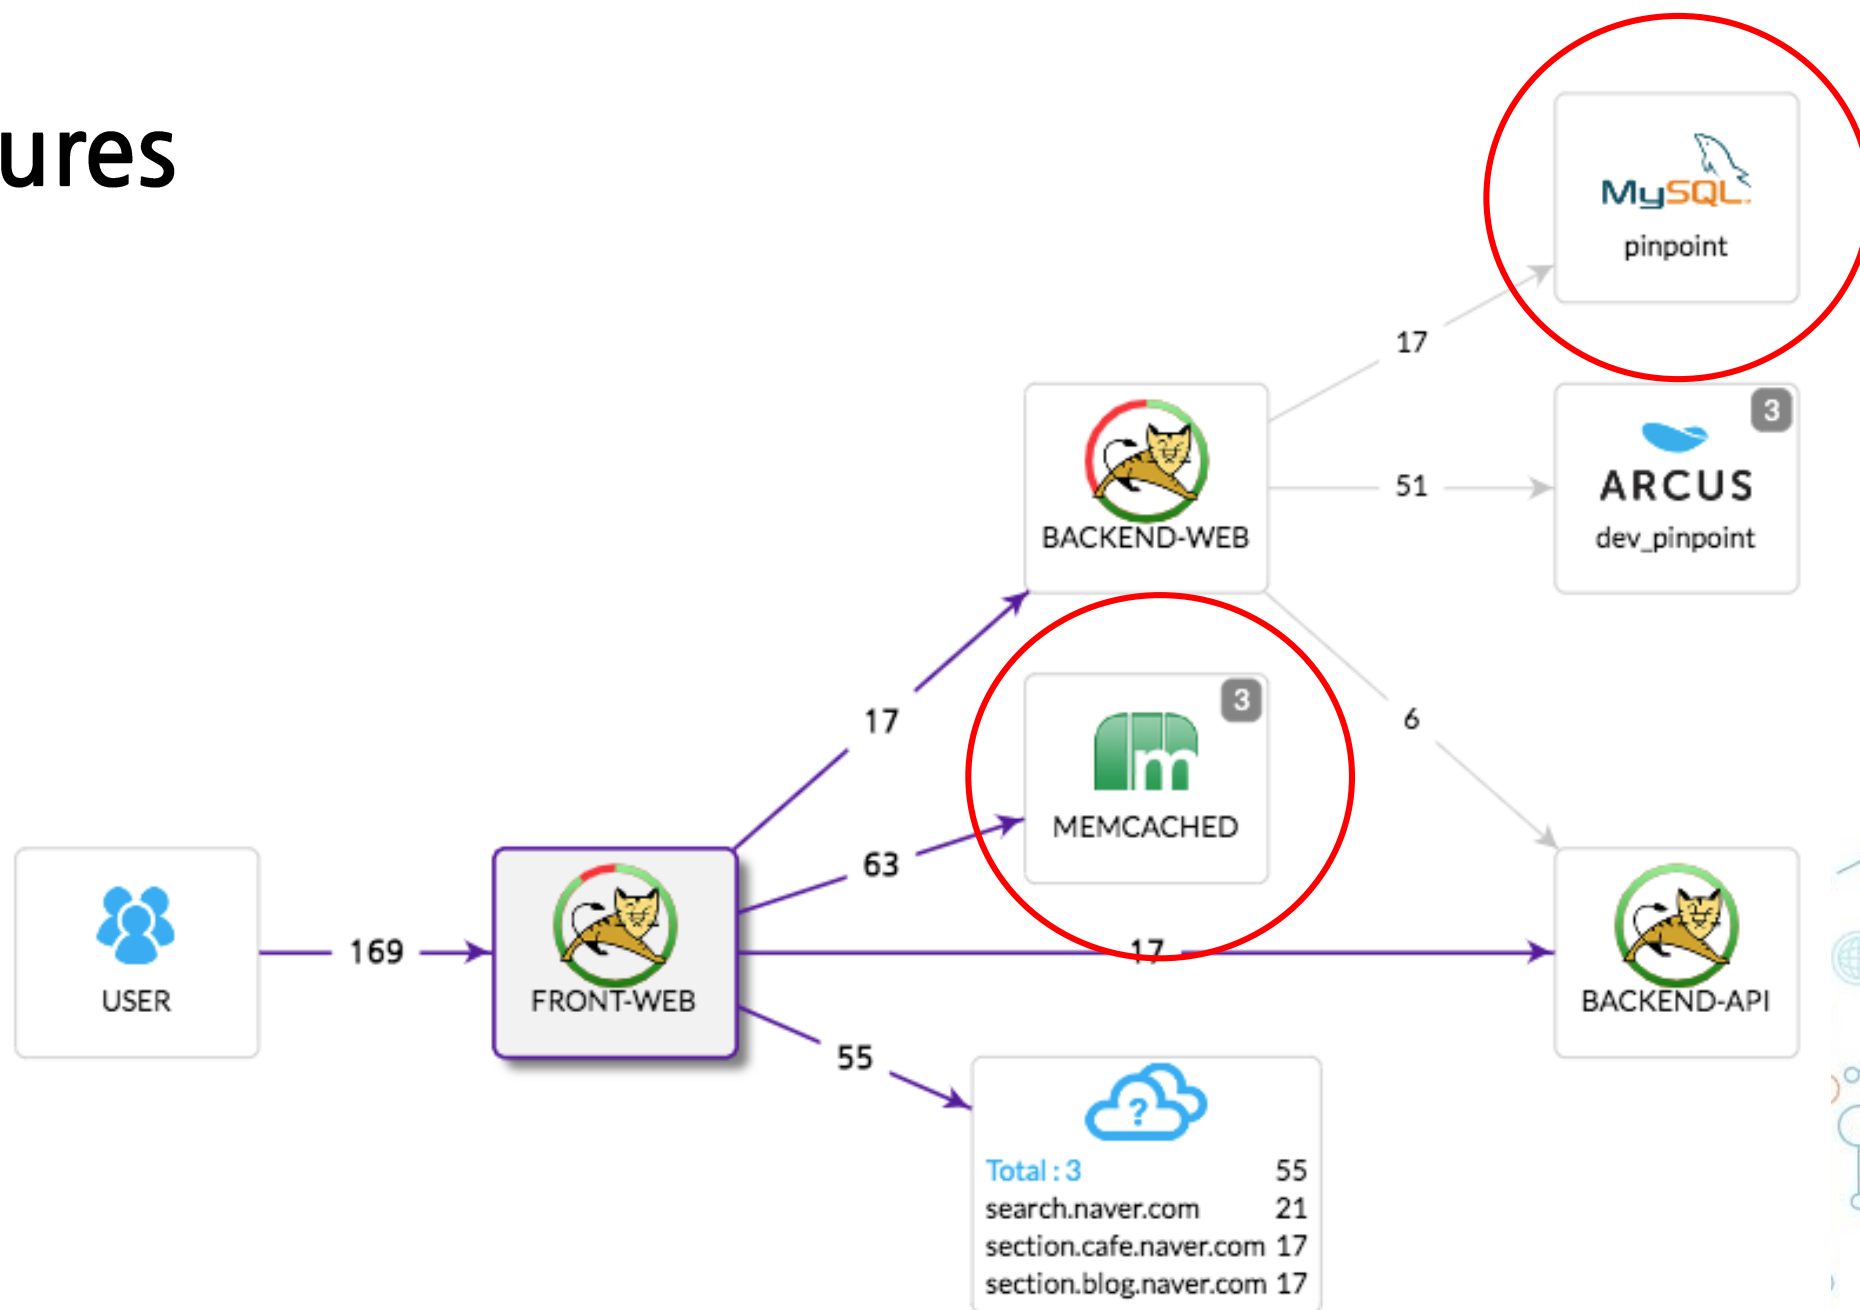 ures
MySQL
pinpoint
17
3
ARCUS
dev_pinpoint
51
BACKEND-WEB
17
3
MEMCACHED
6
63
USER
169
FRONT-WEB
17
BACKEND-API
55
?
Total : 3 55
search.naver.com 21
section.cafe.naver.com 17
section.blog.naver.com 17